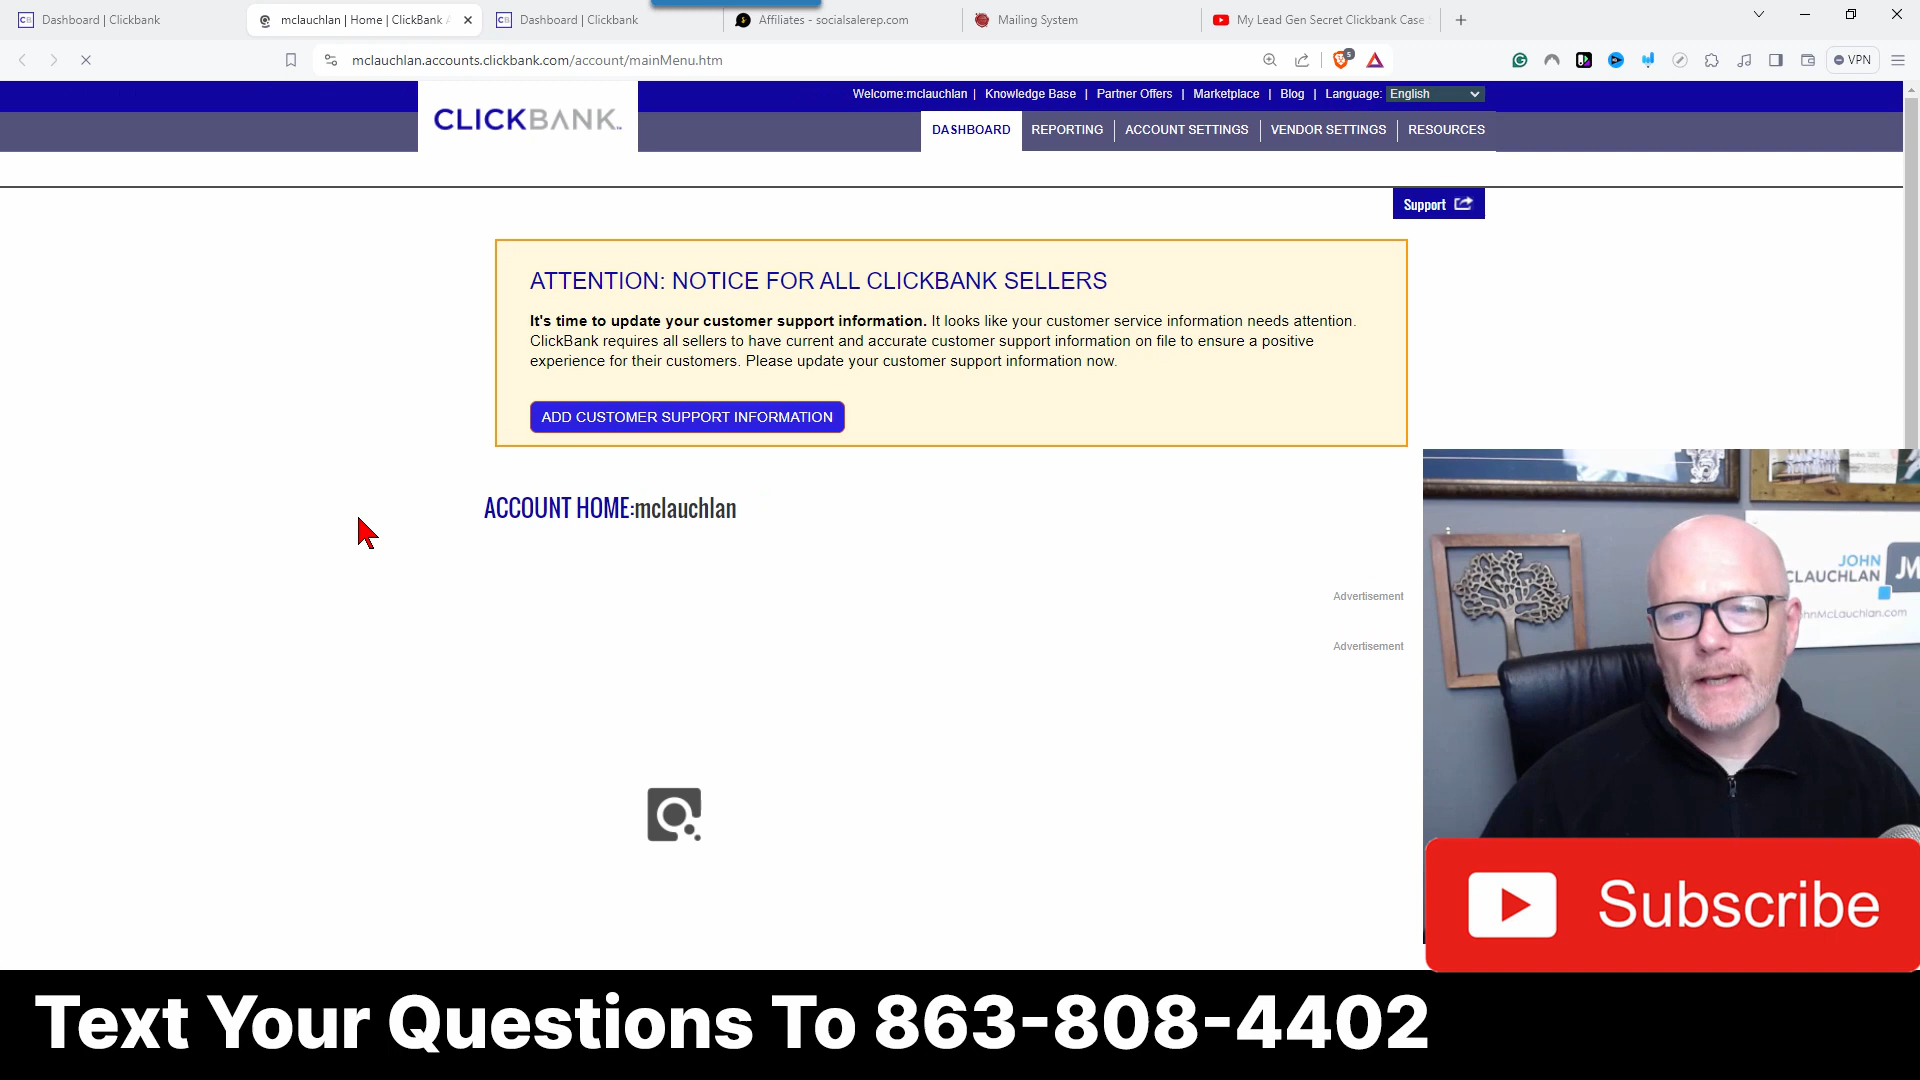 Dashboard | Clickbank
mclauchlan | Home | ClickBank
Dashboard | Clickbank
Affiliates - socialsalerep.com
Mailing System
My Lead Gen Secret Clickbank Case
mclauchlan.accounts.clickbank.com/account/mainMenu.htm
5
VPN
Welcome:mclauchlan | Knowledge Base | Partner Offers | Marketplace | Blog | Language: English
CLICKBANK
DASHBOARD REPORTING ACCOUNT SETTINGS VENDOR SETTINGS RESOURCES
Support
ATTENTION: NOTICE FOR ALL CLICKBANK SELLERS
It's time to update your customer support information. It looks like your customer service information needs attention.
ClickBank requires all sellers to have current and accurate customer support information on file to ensure a positive
experience for their customers. Please update your customer support information now.
ADD CUSTOMER SUPPORT INFORMATION
ACCOUNT HOME:mclauchlan
Advertisement
Advertisement
JOHN
CLAUCHLAN
JM
hnMcLauchlan.com
Subscribe
Text Your Questions To 863-808-4402